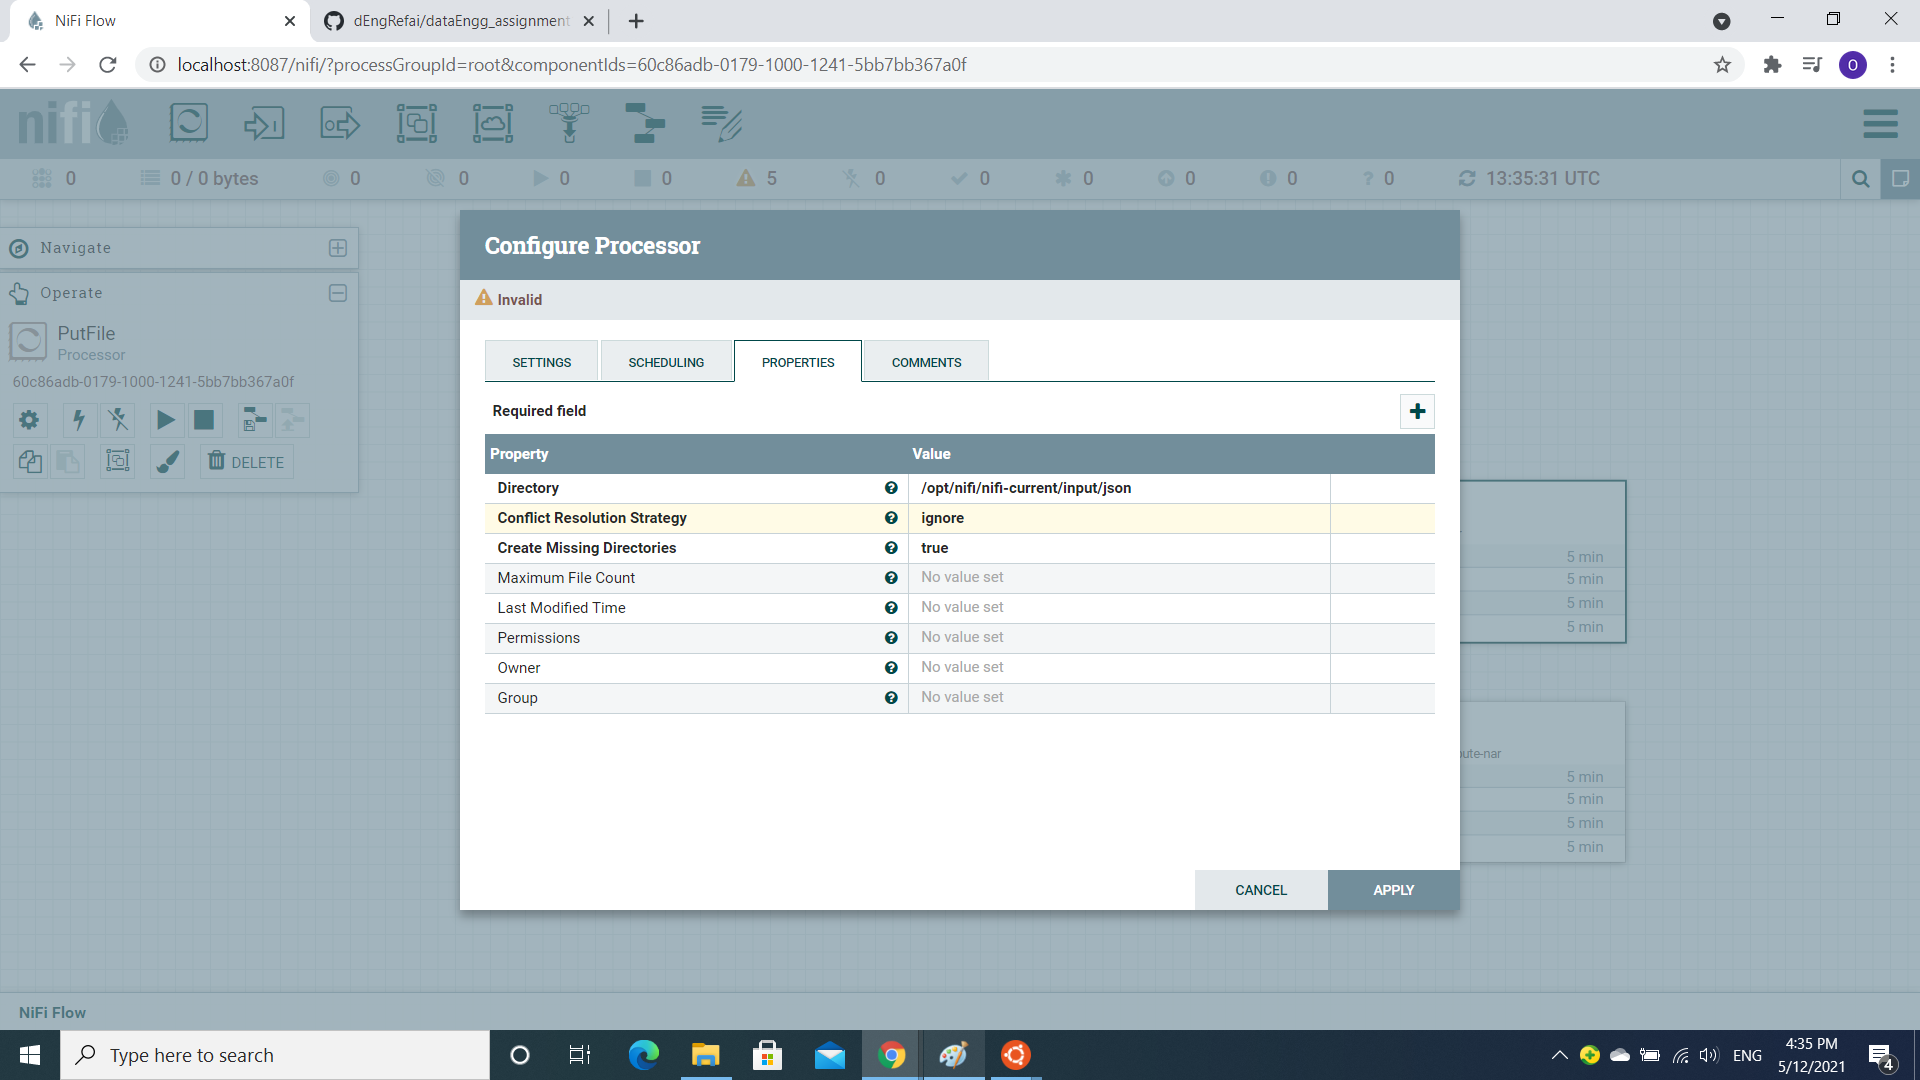 NiFi Flow
dEngRefai/dataEngg_assignment
localhost:8087/nifi/?processGroupId=root&componentIds=60c86adb-0179-1000-1241-5bb7bb367a0f
O
nifi
0
0 / 0 bytes
0
0
0
0
5
0
0
0
0
0
0
13:35:31 UTC
Navigate
Operate
PutFile
Processor
60c86adb-0179-1000-1241-5bb7bb367a0f
DELETE
Configure Processor
Invalid
SETTINGS
SCHEDULING
PROPERTIES
COMMENTS
Required field
Property Value
Directory /opt/nifi/nifi-current/input/json
Conflict Resolution Strategy ignore
Create Missing Directories true
Maximum File Count No value set
Last Modified Time No value set
Permissions No value set
Owner No value set
Group No value set
CANCEL
APPLY
5 min
5 min
5 min
5 min
5 min
5 min
5 min
5 min
NiFi Flow
Type here to search
ENG
4:35 PM
5/12/2021
4